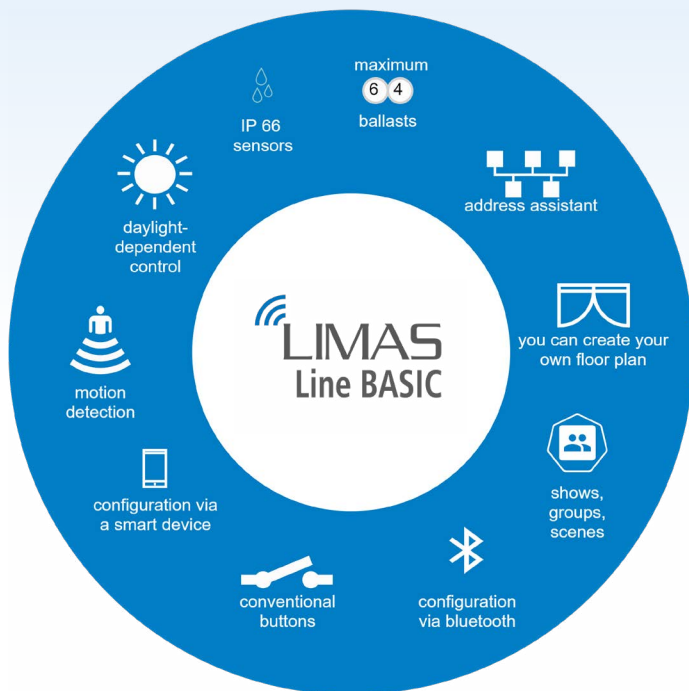 maximum
6 4
ballasts
address assistant
you can create your
own floor plan
shows,
groups,
scenes
configuration
via bluetooth
conventional
buttons
configuration via
a smart device
motion
detection
daylight-
dependent
control
IP 66
sensors
LIMAS
Line BASIC